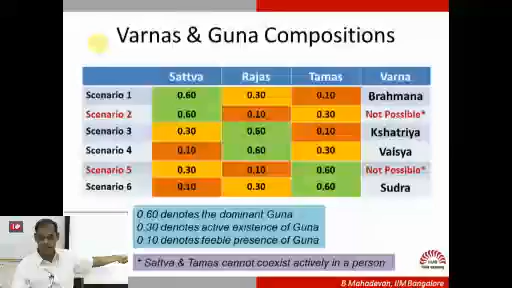 Varnas & Guna Compositions
Sattva Rajas Tamas Varna
Scenario 1 0.60 0.30 0.10 Brahmana
Scenario 2 0.60 0.10 0.30 Not Possible*
Scenario 3 0.30 0.60 0.10 Kshatriya
Scenario 4 0.10 0.60 0.30 Vaisya
Scenario 5 0.30 0.10 0.60 Not Possible*
Scenario 6 0.10 0.30 0.60 Sudra
0.60 denotes the dominant Guna
0.30 denotes active existence of Guna
0.10 denotes feeble presence of Guna
* Sattva & Tamas cannot coexist actively in a person
B Mahadevan, IIM Bangalore